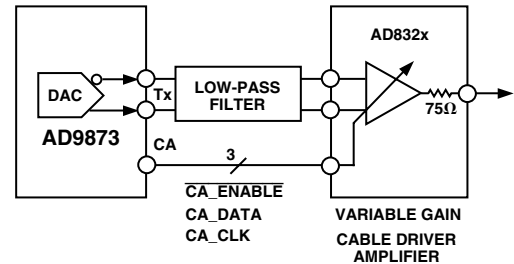 AD832x
DAC
Tx
LOW-PASS
FILTER
75Ω
AD9873
CA
3
CA_ENABLE
CA_DATA
CA_CLK
VARIABLE GAIN
CABLE DRIVER
AMPLIFIER